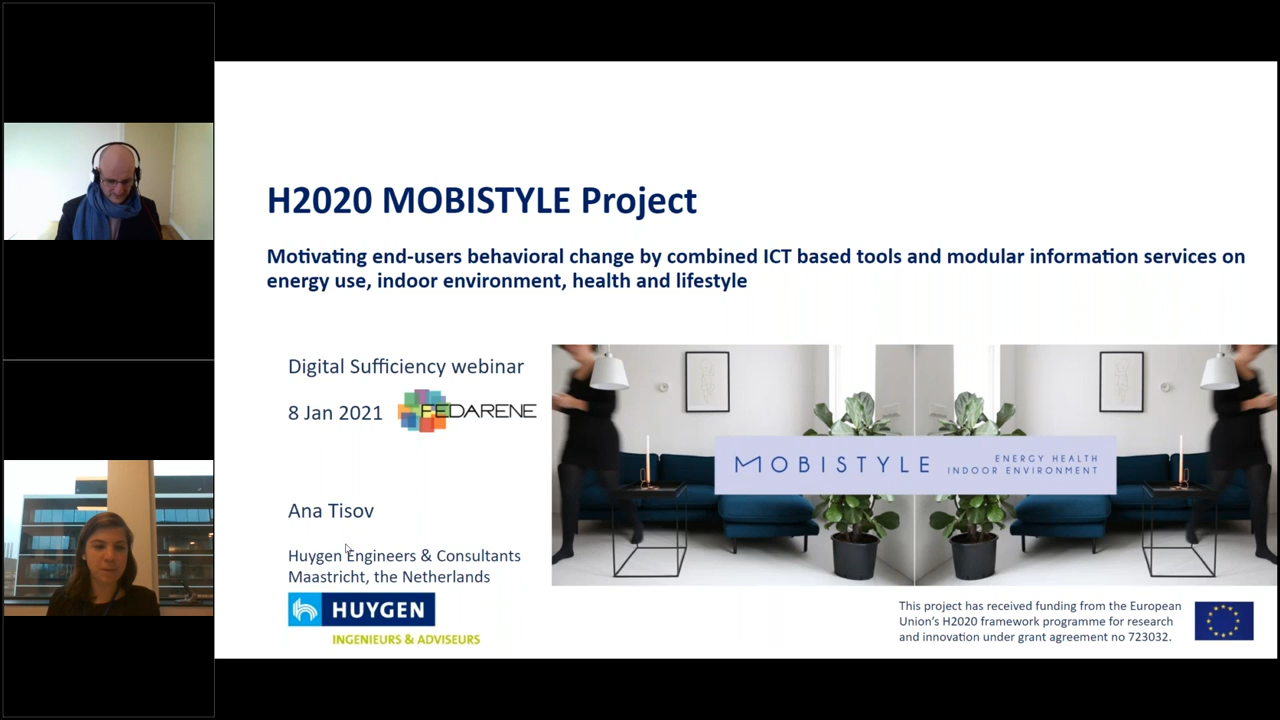 H2020 MOBISTYLE Project
Motivating end-users behavioral change by combined ICT based tools and modular information services on
energy use, indoor environment, health and lifestyle
Digital Sufficiency webinar
8 Jan 2021
FEDARENE
MOBISTYLE
ENERGY HEALTH
INDOOR ENVIRONMENT
Ana Tisov
Huygen Engineers & Consultants
Maastricht, the Netherlands
HUYGEN
INGENIEURS & ADVISEURS
This project has received funding from the European
Union's H2020 framework programme for research
and innovation under grant agreement no 723032.